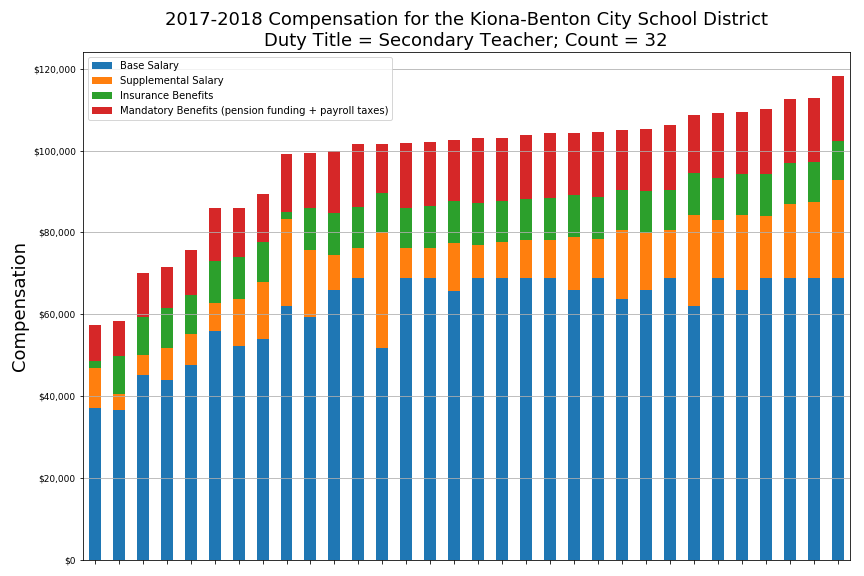 2017-2018 Compensation for the Kiona-Benton City School District
Duty Title = Secondary Teacher; Count = 32
Base Salary
Supplemental Salary
Insurance Benefits
Mandatory Benefits (pension funding + payroll taxes)
Compensation
$120,000
$100,000
$80,000
$60,000
$40,000
$20,000
$0